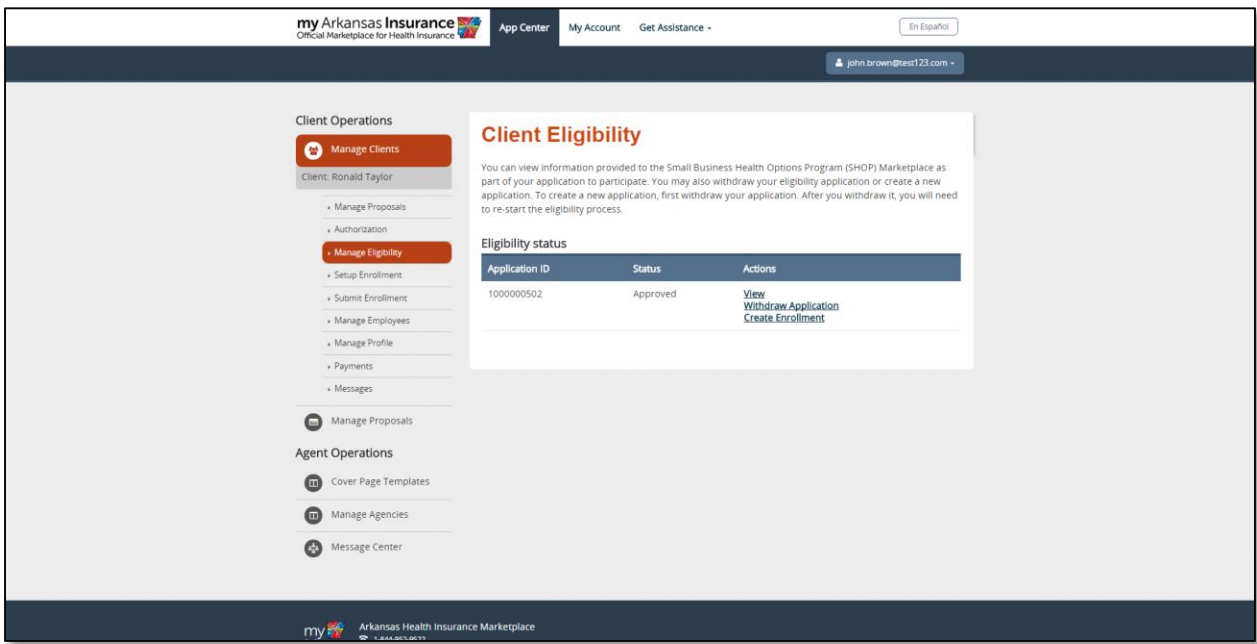 my Arkansas Insurance
Official Marketplace for Health Insurance
App Center
My Account
Get Assistance
En Español
john.brown@test123.com
Client Operations
Manage Clients
Client: Ronald Taylor
Manage Proposals
Authorization
Manage Eligibility
Setup Enrollment
Submit Enrollment
Manage Employees
Manage Profile
Payments
Messages
Manage Proposals
Agent Operations
Cover Page Templates
Manage Agencies
Message Center
Client Eligibility
You can view information provided to the Small Business Health Options Program (SHOP) Marketplace as
part of your application to participate. You may also withdraw your eligibility application or create a new
application. To create a new application, first withdraw your application. After you withdraw it, you will need
to re-start the eligibility process.
Eligibility status
Application ID Status Actions
1000000502 Approved View
Withdraw Application
Create Enrollment
my
Arkansas Health Insurance Marketplace